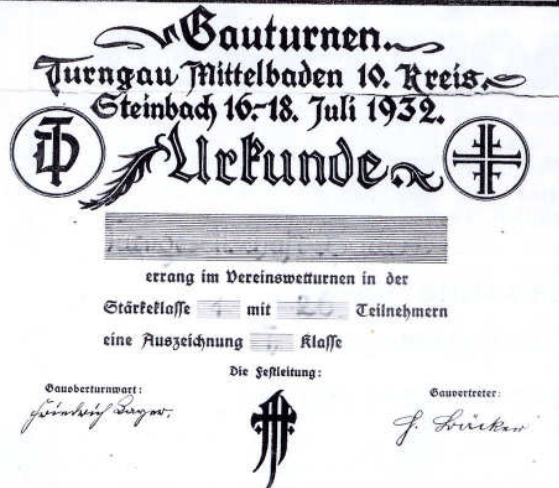 Gauturnen.
Turngau Mittelbaden 10. Kreis.
Steinbach 16.-18. Juli 1932.
Urkunde.
errang im Vereinswetturnen in der
Stärkeklasse 1 mit 20 Teilnehmern
eine Auszeichnung I. Klasse
Die Festleitung:
Gauoberturnwart:
Gauvertreter:
Friedrich